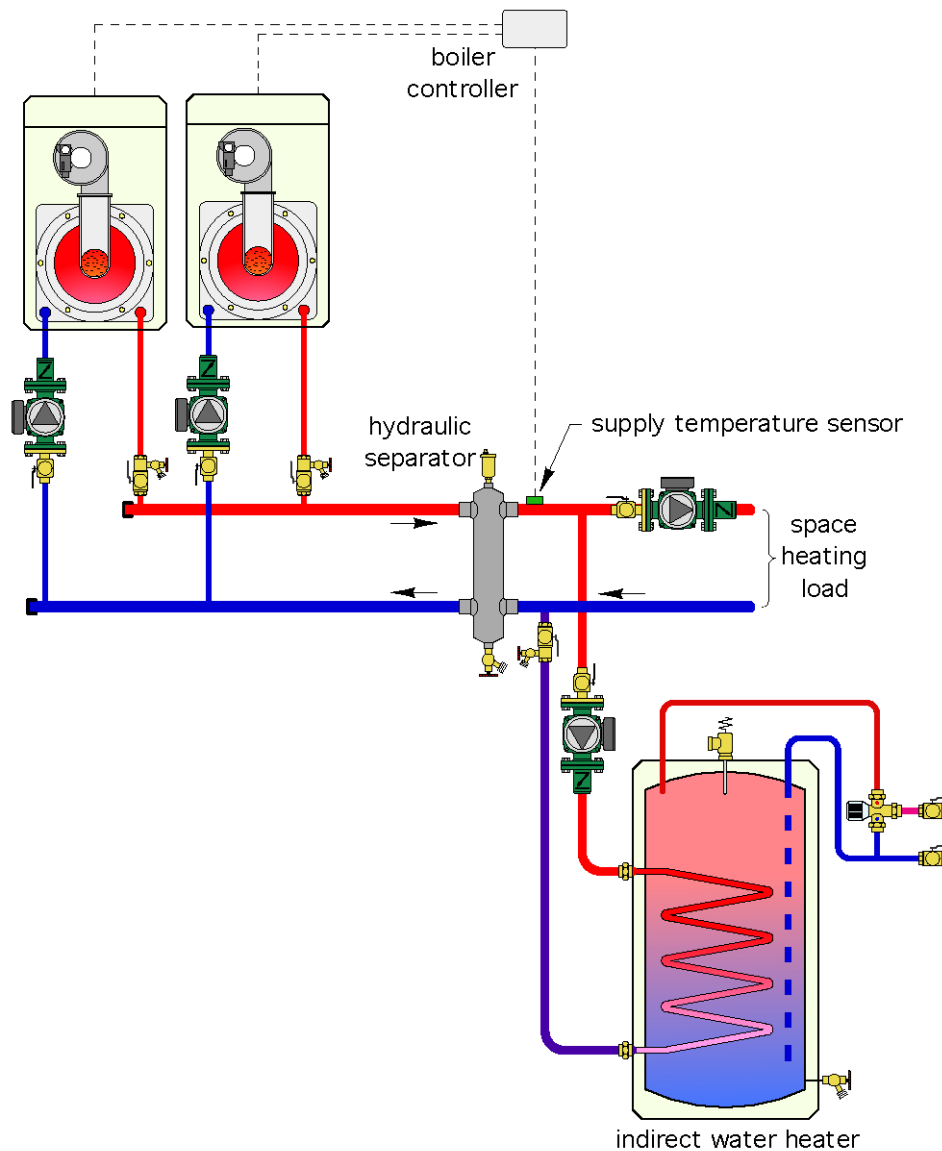 boiler
controller
hydraulic
separator
supply temperature sensor
space
heating
load
indirect water heater